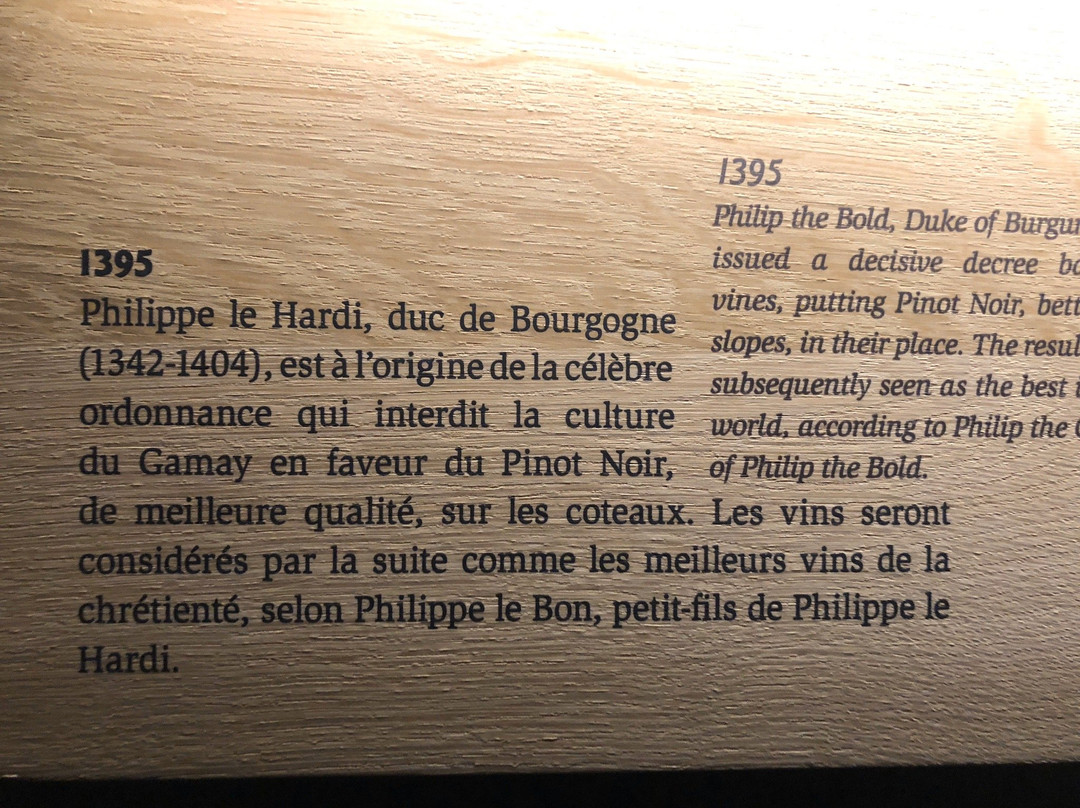 1395
Philippe le Hardi, duc de Bourgogne
(1342-1404), est à l'origine de la célèbre
ordonnance qui interdit la culture
du Gamay en faveur du Pinot Noir,
de meilleure qualité, sur les coteaux. Les vins seront
considérés par la suite comme les meilleurs vins de la
chrétienté, selon Philippe le Bon, petit-fils de Philippe le
Hardi.
1395
Philip the Bold, Duke of
issued a decisive decree
vines, putting Pinot Noir,
slopes, in their place. The
subsequently seen as the best
world, according to Philip the
of Philip the Bold.